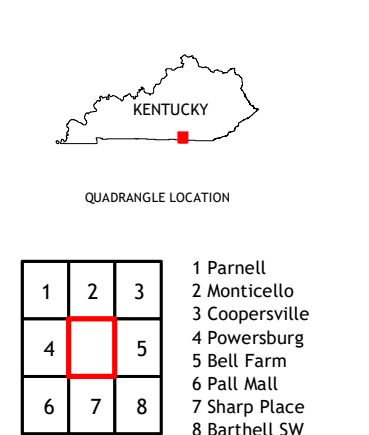 KENTUCKY
QUADRANGLE LOCATION
1 2 3
4 5
6 7 8
1 Parnell
2 Monticello
3 Coopersville
4 Powersburg
5 Bell Farm
6 Pall Mall
7 Sharp Place
8 Barthell SW